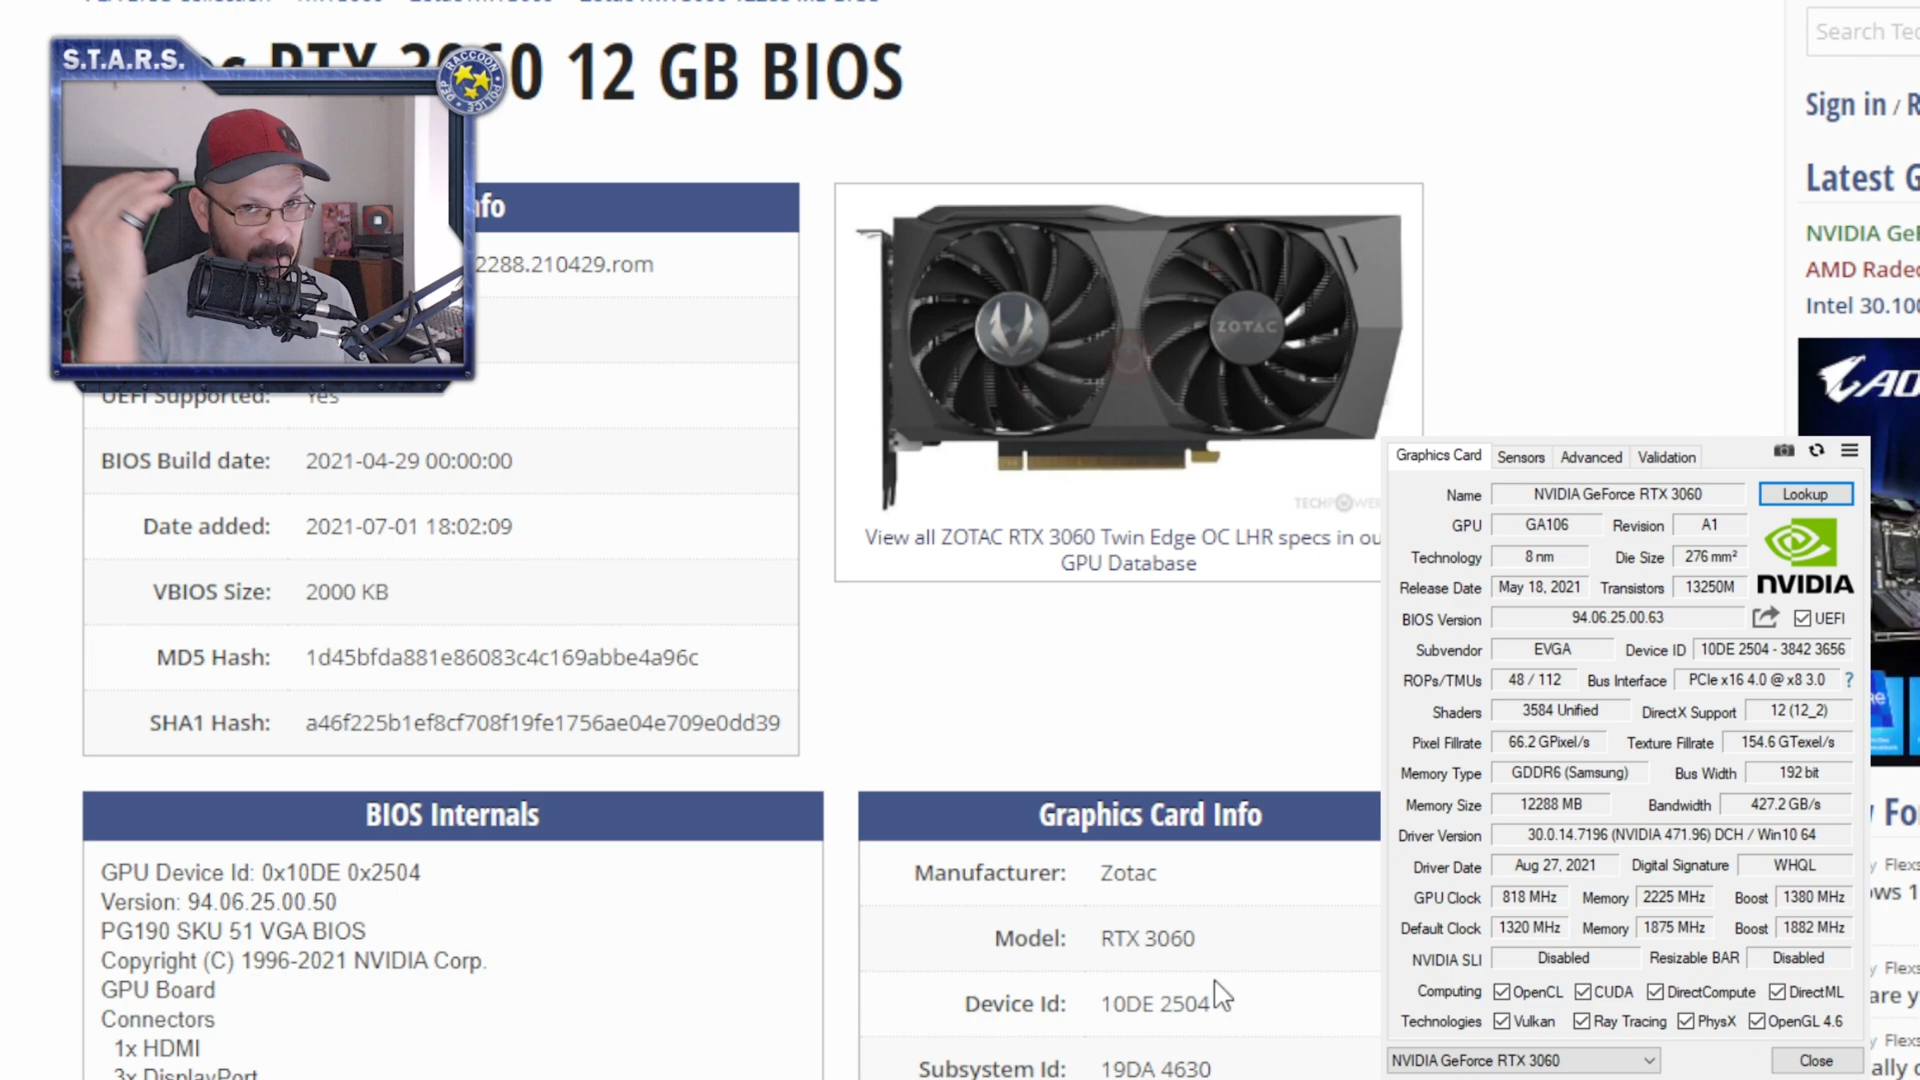 RTX 3060 12 GB BIOS
S.T.A.R.S.
RACCOON
POLICE
Search Tec
Sign in / R
Latest G
NVIDIA GeF
AMD Radeo
Intel 30.100
2288.210429.rom
UEFI Supported: Yes
BIOS Build date: 2021-04-29 00:00:00
Date added: 2021-07-01 18:02:09
VBIOS Size: 2000 KB
MD5 Hash: 1d45bfda881e86083c4c169abbe4a96c
SHA1 Hash: a46f225b1ef8cf708f19fe1756ae04e709e0dd39
ZOTAC
TECHPOWE
View all ZOTAC RTX 3060 Twin Edge OC LHR specs in ou
GPU Database
BIOS Internals
GPU Device Id: 0x10DE 0x2504
Version: 94.06.25.00.50
PG190 SKU 51 VGA BIOS
Copyright (C) 1996-2021 NVIDIA Corp.
GPU Board
Connectors
1x HDMI
3x DisplayPort
Graphics Card Info
Manufacturer: Zotac
Model: RTX 3060
Device Id: 10DE 2504
Subsystem Id: 19DA 4630
Graphics Card Sensors Advanced Validation
Name NVIDIA GeForce RTX 3060 Lookup
GPU GA106 Revision A1
Technology 8 nm Die Size 276 mm²
Release Date May 18, 2021 Transistors 13250M
NVIDIA
BIOS Version 94.06.25.00.63 UEFI
Subvendor EVGA Device ID 10DE 2504 - 3842 3656
ROPs/TMUs 48 / 112 Bus Interface PCIe x16 4.0 @ x8 3.0 ?
Shaders 3584 Unified DirectX Support 12 (12_2)
Pixel Fillrate 66.2 GPixel/s Texture Fillrate 154.6 GTexel/s
Memory Type GDDR6 (Samsung) Bus Width 192 bit
Memory Size 12288 MB Bandwidth 427.2 GB/s
Driver Version 30.0.14.7196 (NVIDIA 471.96) DCH / Win10 64
Driver Date Aug 27, 2021 Digital Signature WHQL
GPU Clock 818 MHz Memory 2225 MHz Boost 1380 MHz
Default Clock 1320 MHz Memory 1875 MHz Boost 1882 MHz
NVIDIA SLI Disabled Resizable BAR Disabled
Computing OpenCL CUDA DirectCompute DirectML
Technologies Vulkan Ray Tracing PhysX OpenGL 4.6
NVIDIA GeForce RTX 3060 Close